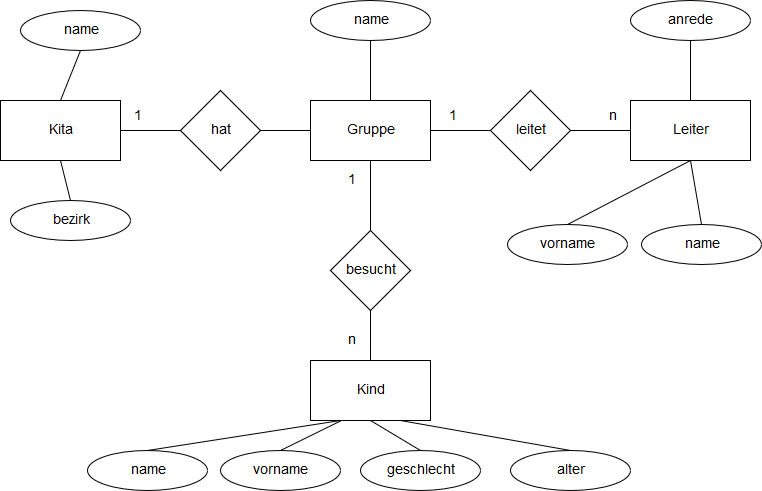 name
name
anrede
Kita
1
hat
Gruppe
1
leitet
n
Leiter
1
bezirk
vorname
name
besucht
n
Kind
name
vorname
geschlecht
alter